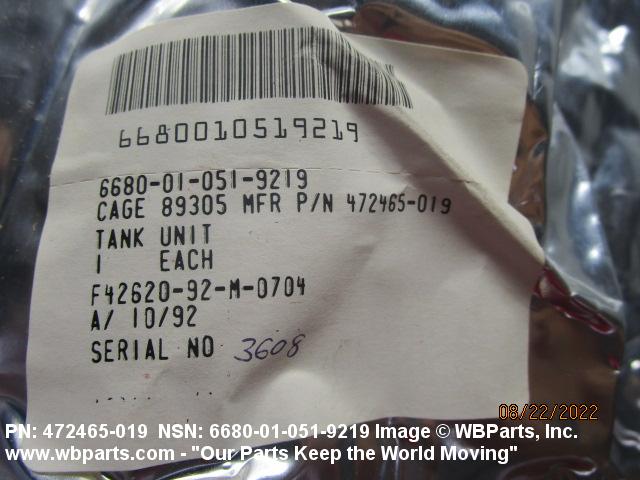 6680010519219
6680-01-051-9219
CAGE 89305 MFR P/N 472465-019
TANK UNIT
1 EACH
F42620-92-M-0704
A/ 10/92
SERIAL NO 3608
08/22/2022
PN: 472465-019 NSN: 6680-01-051-9219 Image © WBParts, Inc.
www.wbparts.com - "Our Parts Keep the World Moving"